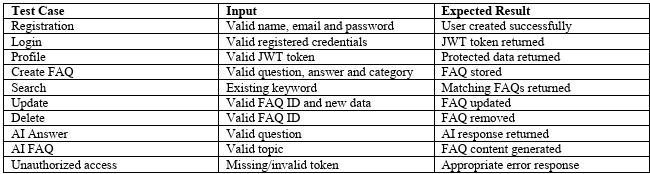 Test Case Input Expected Result
Registration Valid name, email and password User created successfully
Login Valid registered credentials JWT token returned
Profile Valid JWT token Protected data returned
Create FAQ Valid question, answer and category FAQ stored
Search Existing keyword Matching FAQs returned
Update Valid FAQ ID and new data FAQ updated
Delete Valid FAQ ID FAQ removed
AI Answer Valid question AI response returned
AI FAQ Valid topic FAQ content generated
Unauthorized access Missing/invalid token Appropriate error response